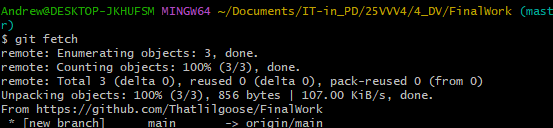 Andrew@DESKTOP-JKHUFSM MINGW64 ~/Documents/IT-in_PD/25VVV4/4_DV/FinalWork (maste
r)
$ git fetch
remote: Enumerating objects: 3, done.
remote: Counting objects: 100% (3/3), done.
remote: Total 3 (delta 0), reused 0 (delta 0), pack-reused 0 (from 0)
Unpacking objects: 100% (3/3), 856 bytes | 107.00 KiB/s, done.
From https://github.com/Thatlilgoose/FinalWork
 * [new branch]      main       -> origin/main